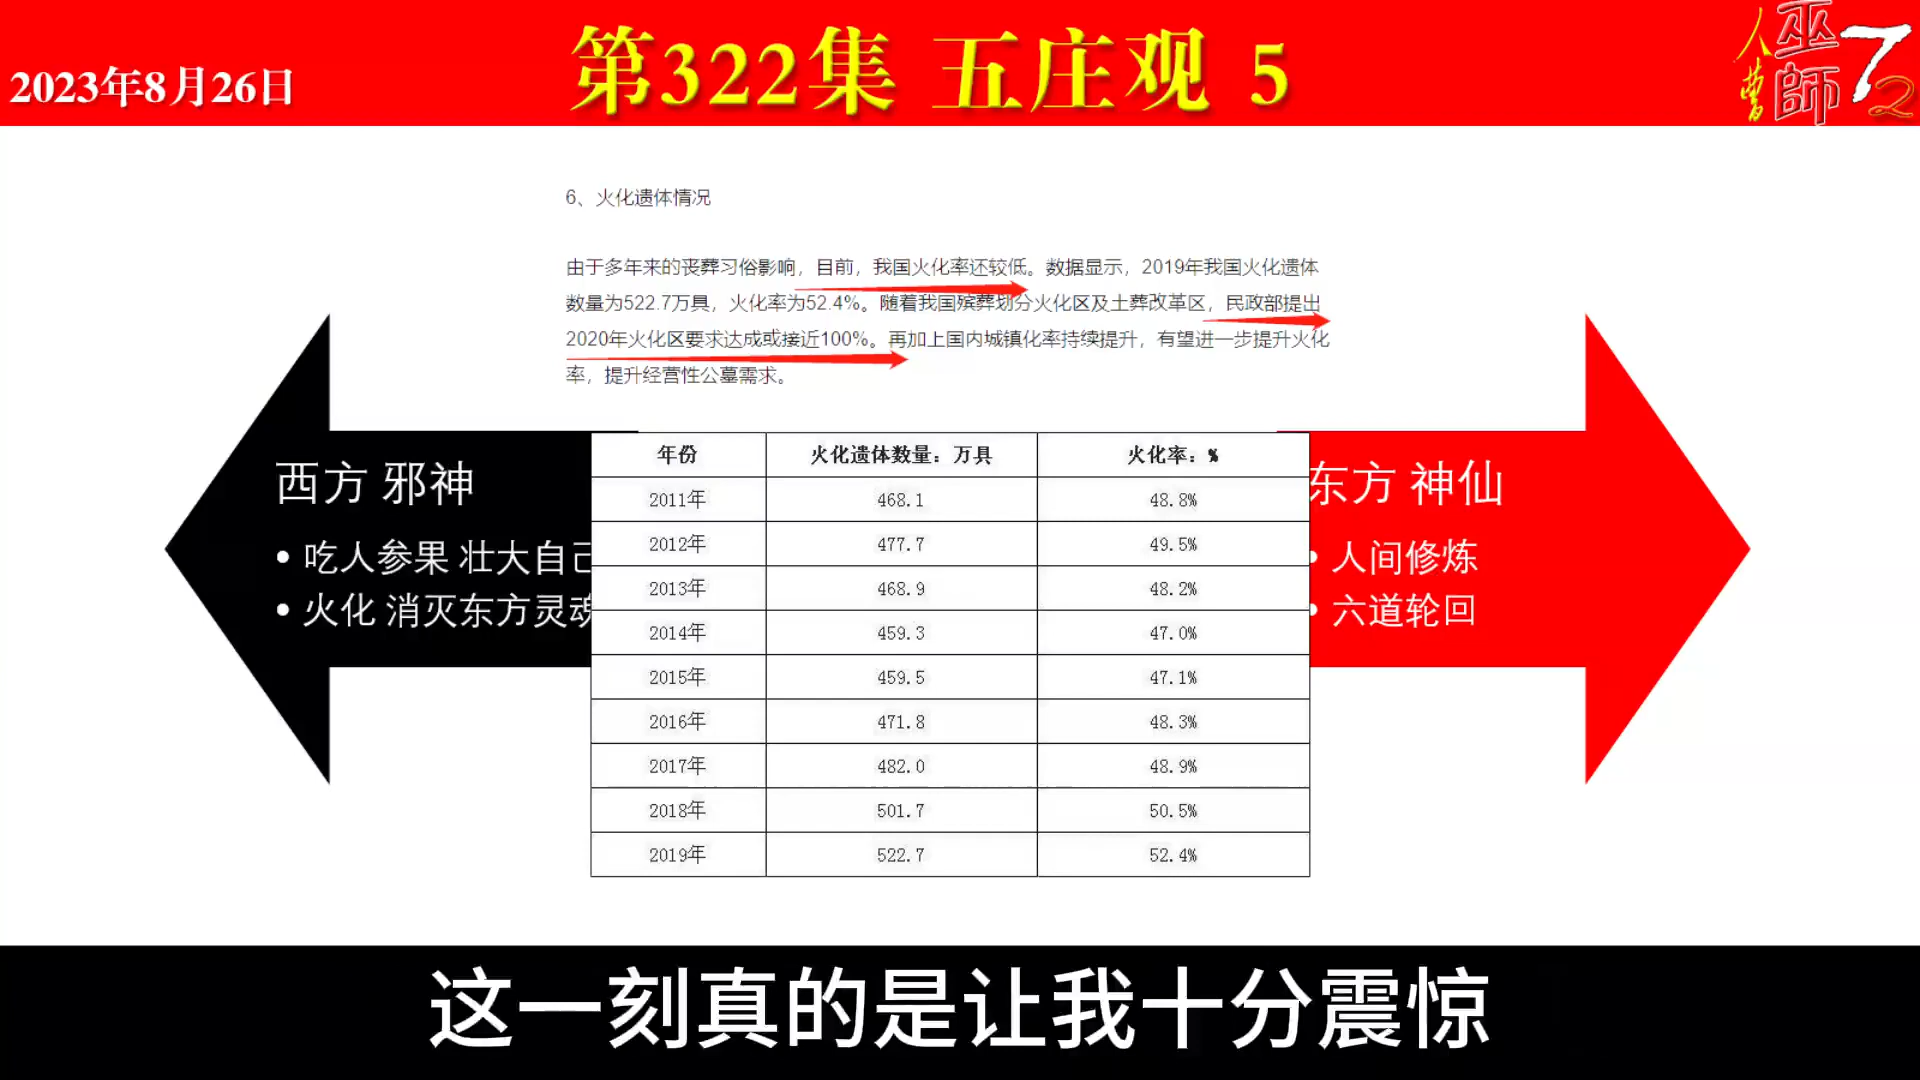 2023年8月26日
第322集 五庄观 5
人曹
巫師
72
6、火化遗体情况
由于多年来的丧葬习俗影响，目前，我国火化率还较低。数据显示，2019年我国火化遗体
数量为522.7万具，火化率为52.4%。随着我国殡葬划分火化区及土葬改革区，民政部提出
2020年火化区要求达成或接近100%。再加上国内城镇化率持续提升，有望进一步提升火化
率，提升经营性公墓需求。
西方 邪神
• 吃人参果 壮大自己
• 火化 消灭东方灵魂
年份 火化遗体数量：万具 火化率：%
2011年 468.1 48.8%
2012年 477.7 49.5%
2013年 468.9 48.2%
2014年 459.3 47.0%
2015年 459.5 47.1%
2016年 471.8 48.3%
2017年 482.0 48.9%
2018年 501.7 50.5%
2019年 522.7 52.4%
东方 神仙
• 人间修炼
• 六道轮回
这一刻真的是让我十分震惊